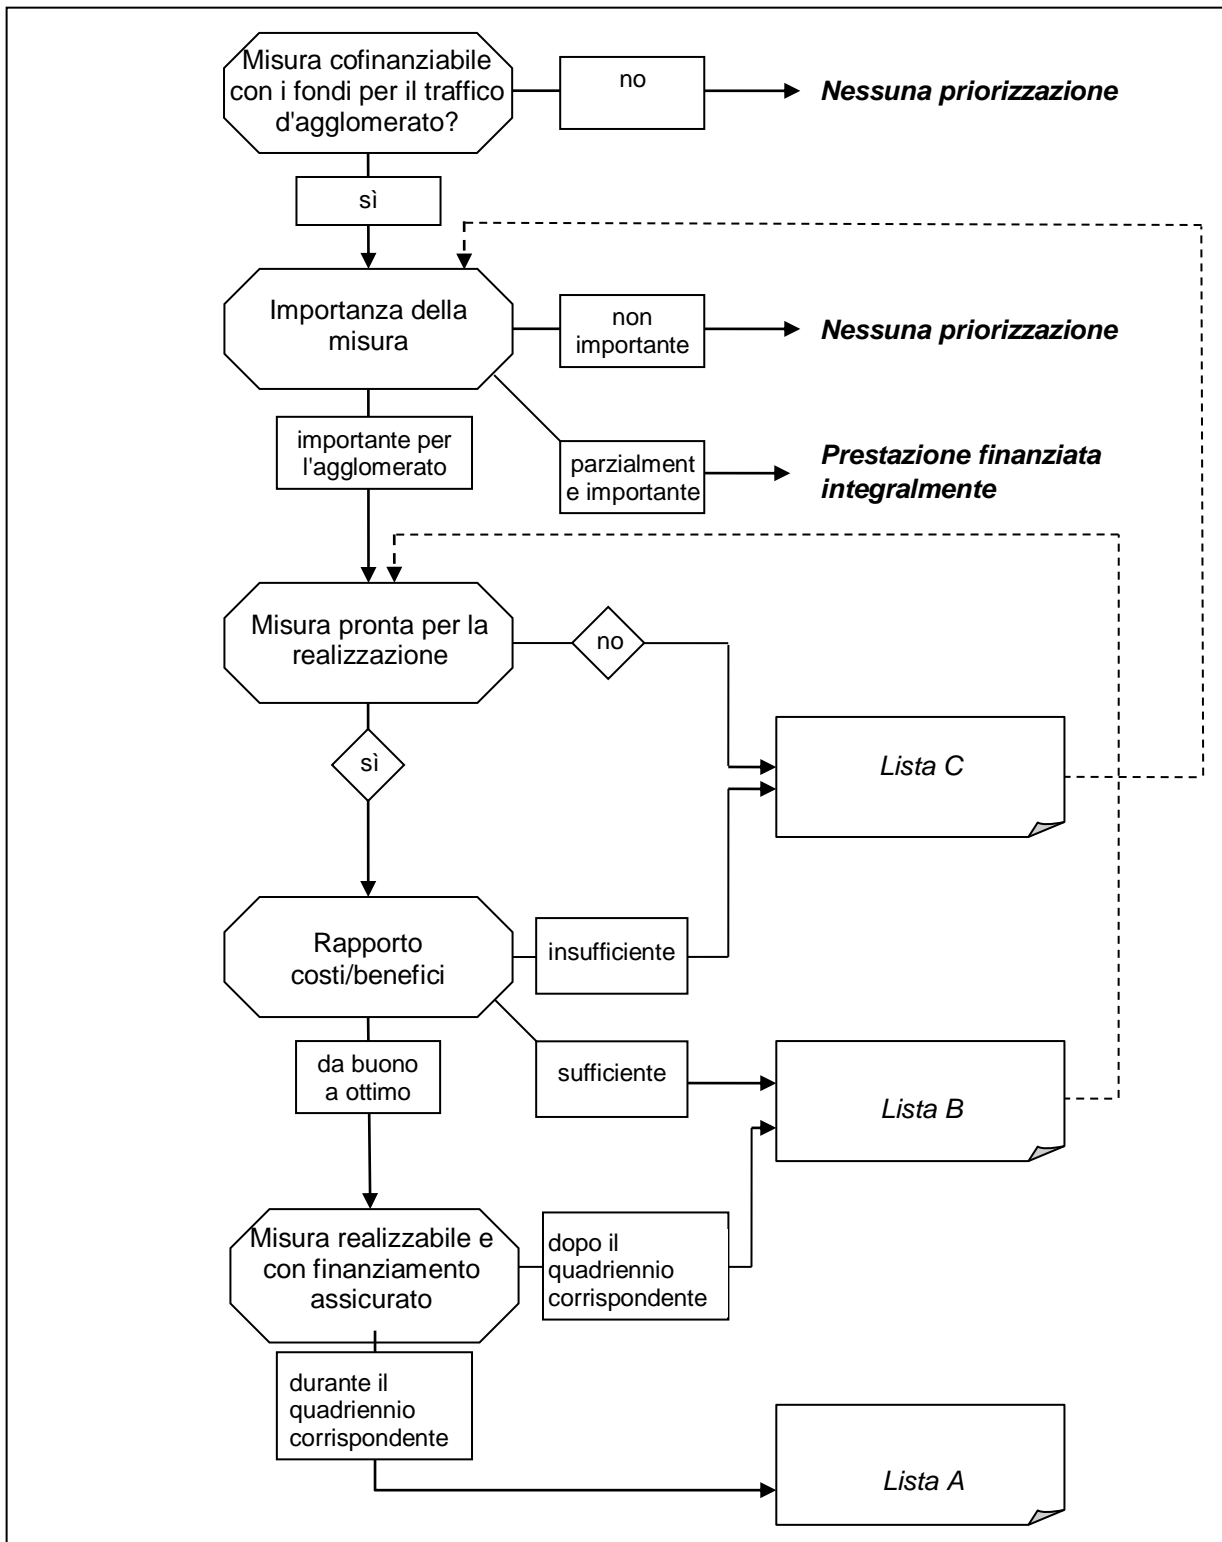 Misura cofinanziabile
con i fondi per il traffico
d'agglomerato?
no
Nessuna priorizzazione
sì
Importanza della
misura
non
importante
Nessuna priorizzazione
importante per
l'agglomerato
parzialment
e importante
Prestazione finanziata
integralmente
Misura pronta per la
realizzazione
no
sì
Lista C
Rapporto
costi/benefici
insufficiente
da buono
a ottimo
sufficiente
Lista B
Misura realizzabile e
con finanziamento
assicurato
dopo il
quadriennio
corrispondente
durante il
quadriennio
corrispondente
Lista A